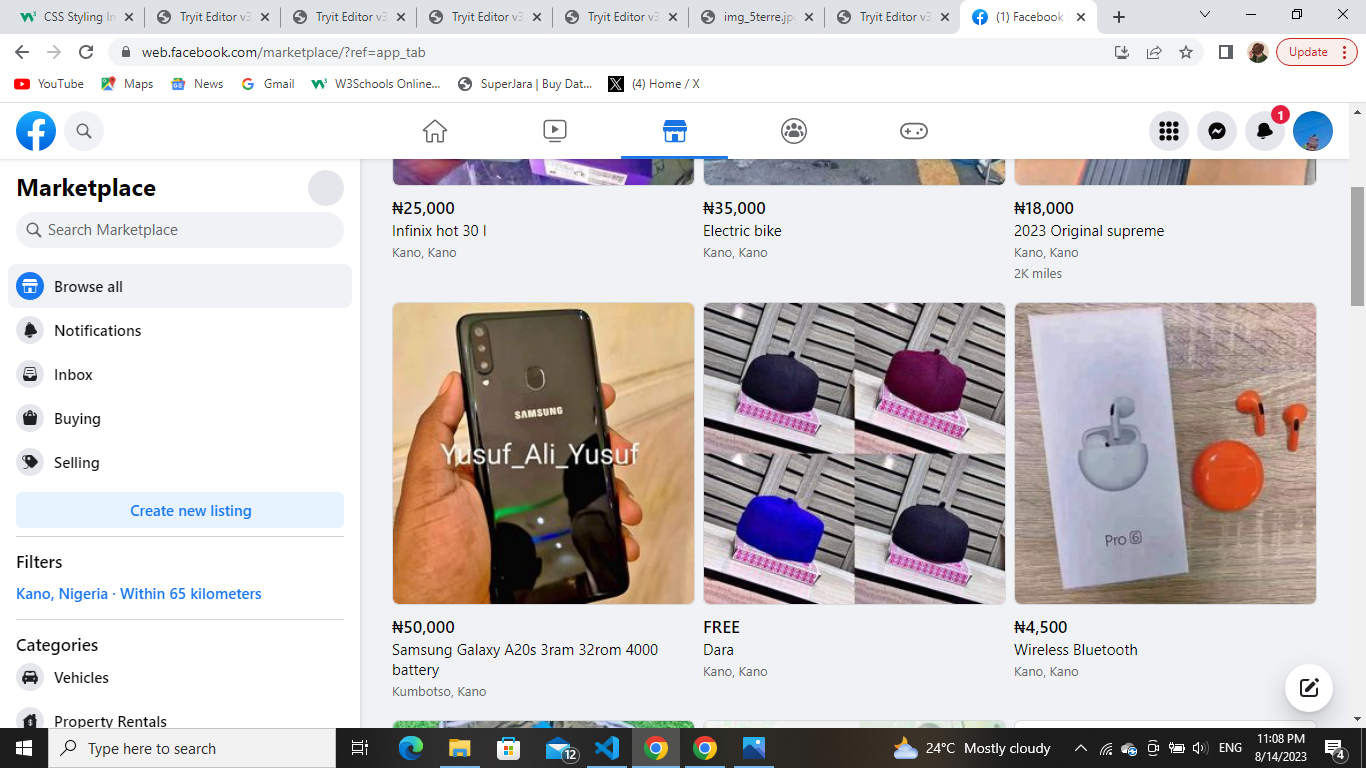 CSS Styling Im
Tryit Editor v3
Tryit Editor v3
Tryit Editor v3
Tryit Editor v3
img_5terre.jp
Tryit Editor v3
(1) Facebook
web.facebook.com/marketplace/?ref=app_tab
Update
YouTube
Maps
News
Gmail
W3Schools Online...
SuperJara | Buy Dat...
(4) Home / X
1
Marketplace
Search Marketplace
Browse all
Notifications
Inbox
Buying
Selling
Create new listing
Filters
Kano, Nigeria · Within 65 kilometers
Categories
Vehicles
Property Rentals
₦25,000
Infinix hot 30 I
Kano, Kano
₦35,000
Electric bike
Kano, Kano
₦18,000
2023 Original supreme
Kano, Kano
2K miles
SAMSUNG
Yusuf_Ali_Yusuf
₦50,000
Samsung Galaxy A20s 3ram 32rom 4000
battery
Kumbotso, Kano
FREE
Dara
Kano, Kano
Pro 6
₦4,500
Wireless Bluetooth
Kano, Kano
Type here to search
12
24°C Mostly cloudy
ENG
11:08 PM
8/14/2023
4